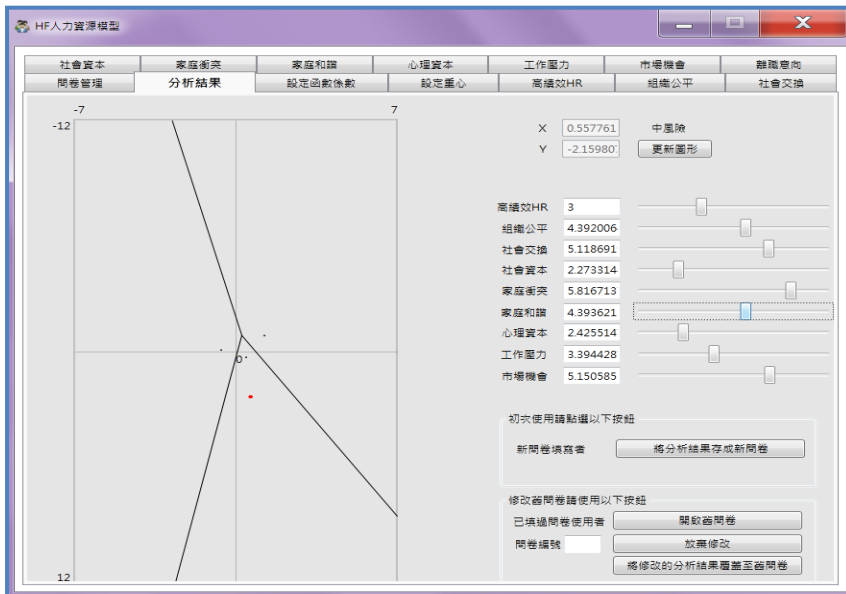 HF人力資源模型
社會資本 家庭衝突 家庭和諧 心理資本 工作壓力 市場機會 離職意向
問卷管理 分析結果 設定函數係數 設定重心 高績效HR 組織公平 社會交換
-7 7
-12
X 0.557761 中風險
Y -2.15980 更新圖形
高績效HR 3
組織公平 4.392006
社會交換 5.118691
社會資本 2.273314
家庭衝突 5.816713
家庭和諧 4.393621
心理資本 2.425514
0
工作壓力 3.394428
市場機會 5.150585
初次使用請點選以下按鈕
新問卷填寫者 將分析結果存成新問卷
修改舊問卷請使用以下按鈕
已填過問卷使用者 開啟舊問卷
問卷編號 放棄修改
將修改的分析結果覆蓋至舊問卷
12